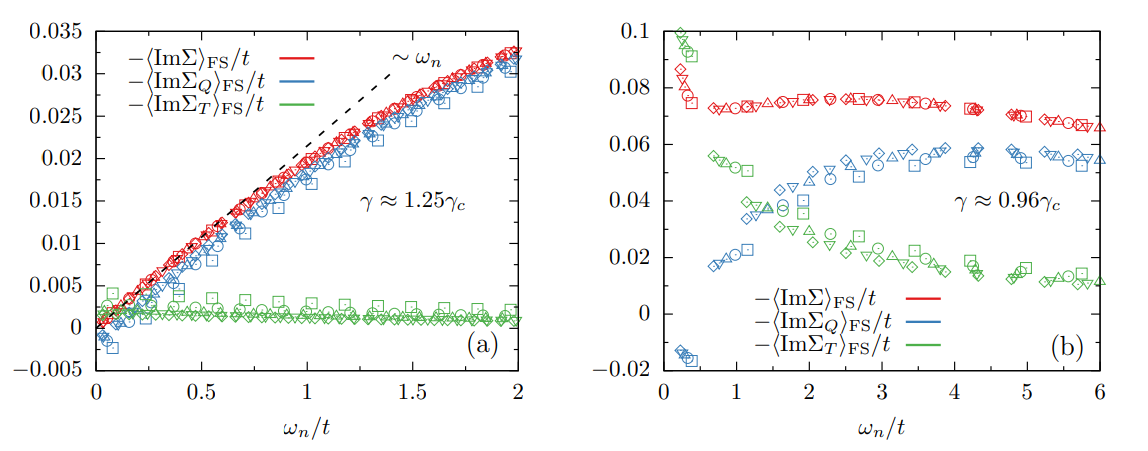 0.035
0.03
0.025
0.02
0.015
0.01
0.005
0
−0.005
−⟨ImΣ⟩FS/t
−⟨ImΣQ⟩FS/t
−⟨ImΣT⟩FS/t
∼ ωn
γ ≈ 1.25γc
(a)
0 0.5 1 1.5 2
ωn/t
0.1
0.08
0.06
0.04
0.02
0
−0.02
γ ≈ 0.96γc
−⟨ImΣ⟩FS/t
−⟨ImΣQ⟩FS/t
−⟨ImΣT⟩FS/t
(b)
0 1 2 3 4 5 6
ωn/t